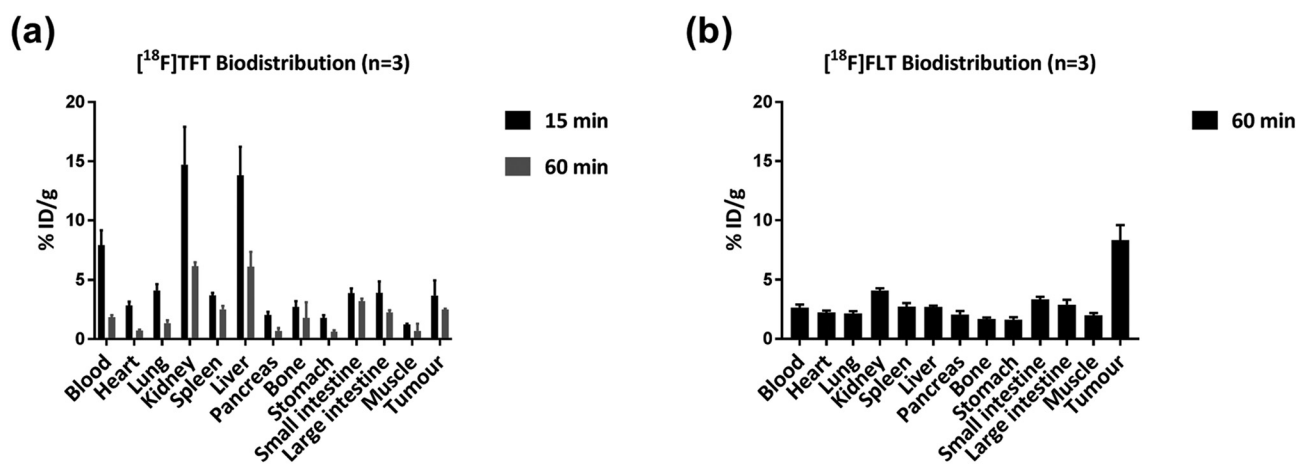 (a)
[¹⁸F]TFT Biodistribution (n=3)
20
15
10
5
0
% ID/g
15 min
60 min
Blood
Heart
Lung
Kidney
Spleen
Liver
Pancreas
Bone
Stomach
Small intestine
Large intestine
Muscle
Tumour
(b)
[¹⁸F]FLT Biodistribution (n=3)
20
15
10
5
0
% ID/g
60 min
Blood
Heart
Lung
Kidney
Spleen
Liver
Pancreas
Bone
Stomach
Small intestine
Large intestine
Muscle
Tumour